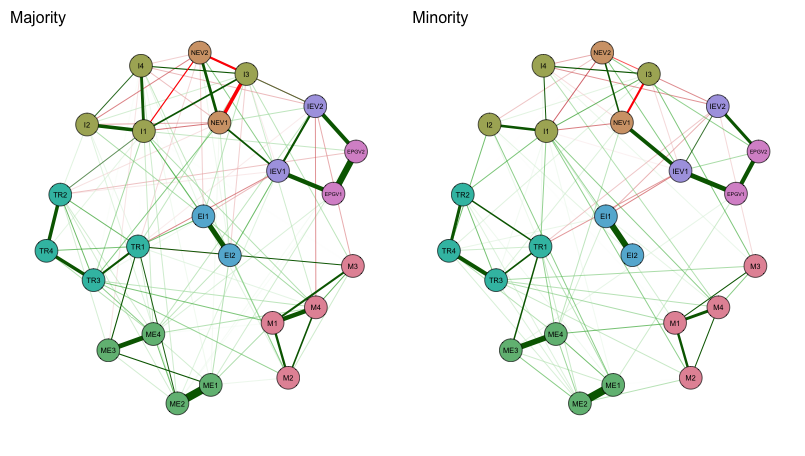 Majority
NEV2
I4
I3
IEV2
I2
I1
NEV1
EPGV2
IEV1
TR2
EPGV1
EI1
TR4
TR1
EI2
M3
TR3
M4
M1
ME4
ME3
M2
ME1
ME2
Minority
NEV2
I4
I3
IEV2
I2
I1
NEV1
EPGV2
IEV1
TR2
EPGV1
EI1
TR4
TR1
EI2
M3
TR3
M4
M1
ME4
ME3
M2
ME1
ME2